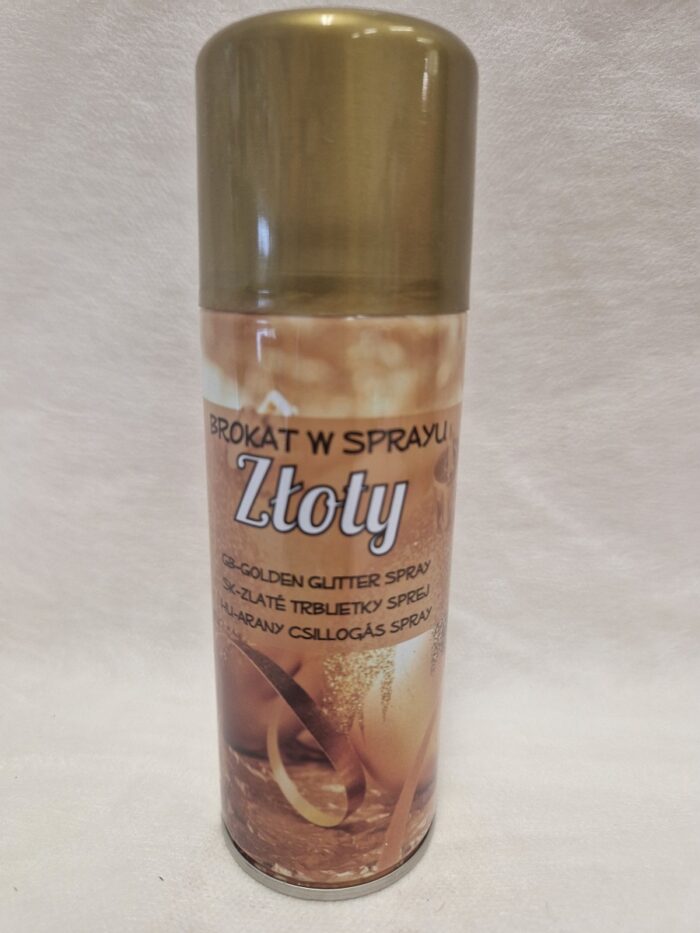 BROKAT W SPRAYU
Złoty
GB-GOLDEN GLITTER SPRAY
SK-ZLATÉ TRBLIETKY SPREJ
HU-ARANY CSILLOGÁS SPRAY